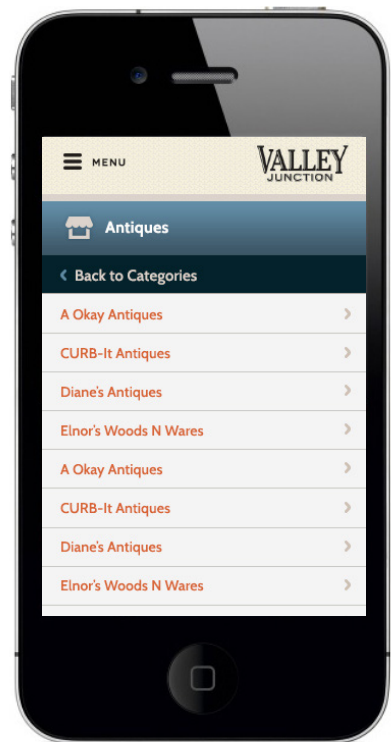 MENU
VALLEY
JUNCTION
Antiques
Back to Categories
A Okay Antiques
CURB-It Antiques
Diane's Antiques
Elnor's Woods N Wares
A Okay Antiques
CURB-It Antiques
Diane's Antiques
Elnor's Woods N Wares